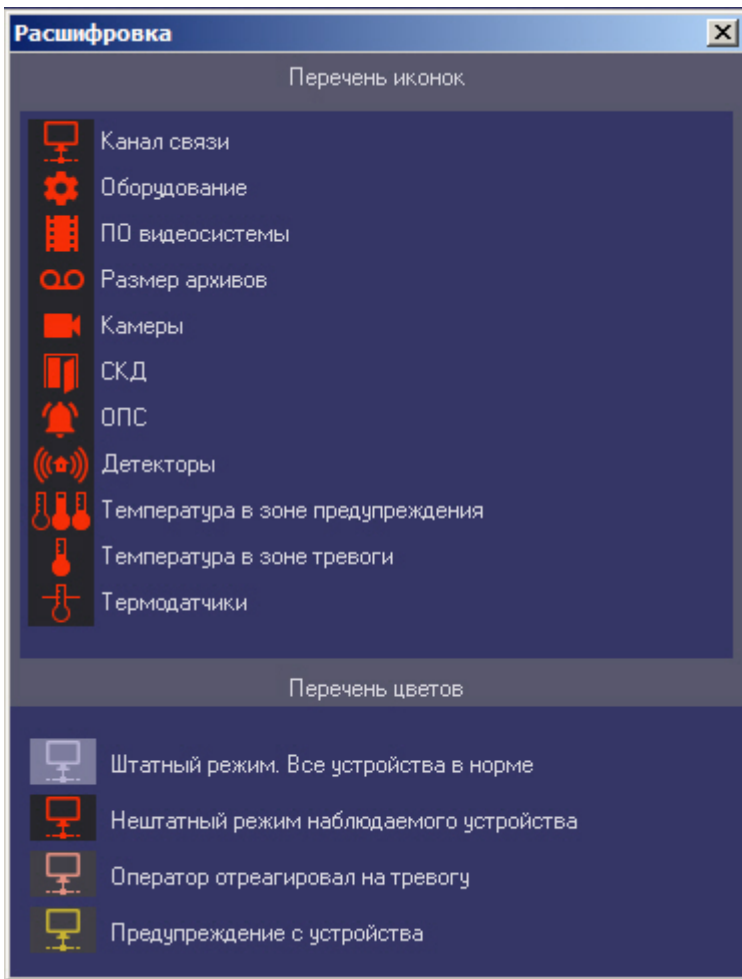 Расшифровка
Перечень иконок
Канал связи
Оборудование
ПО видеосистемы
Размер архивов
Камеры
СКД
ОПС
Детекторы
Температура в зоне предупреждения
Температура в зоне тревоги
Термодатчики
Перечень цветов
Штатный режим. Все устройства в норме
Нештатный режим наблюдаемого устройства
Оператор отреагировал на тревогу
Предупреждение с устройства